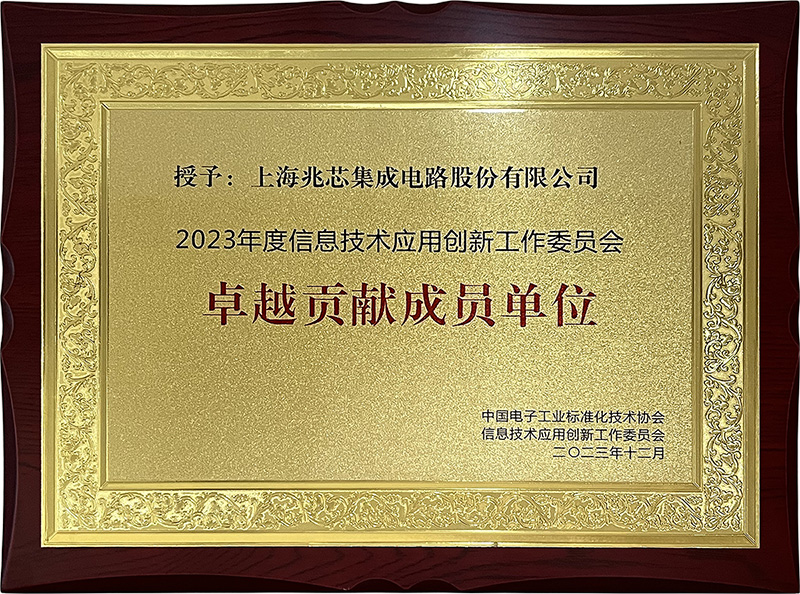 授予：上海兆芯集成电路股份有限公司
2023年度信息技术应用创新工作委员会
卓越贡献成员单位
中国电子工业标准化技术协会
信息技术应用创新工作委员会
二〇二三年十二月